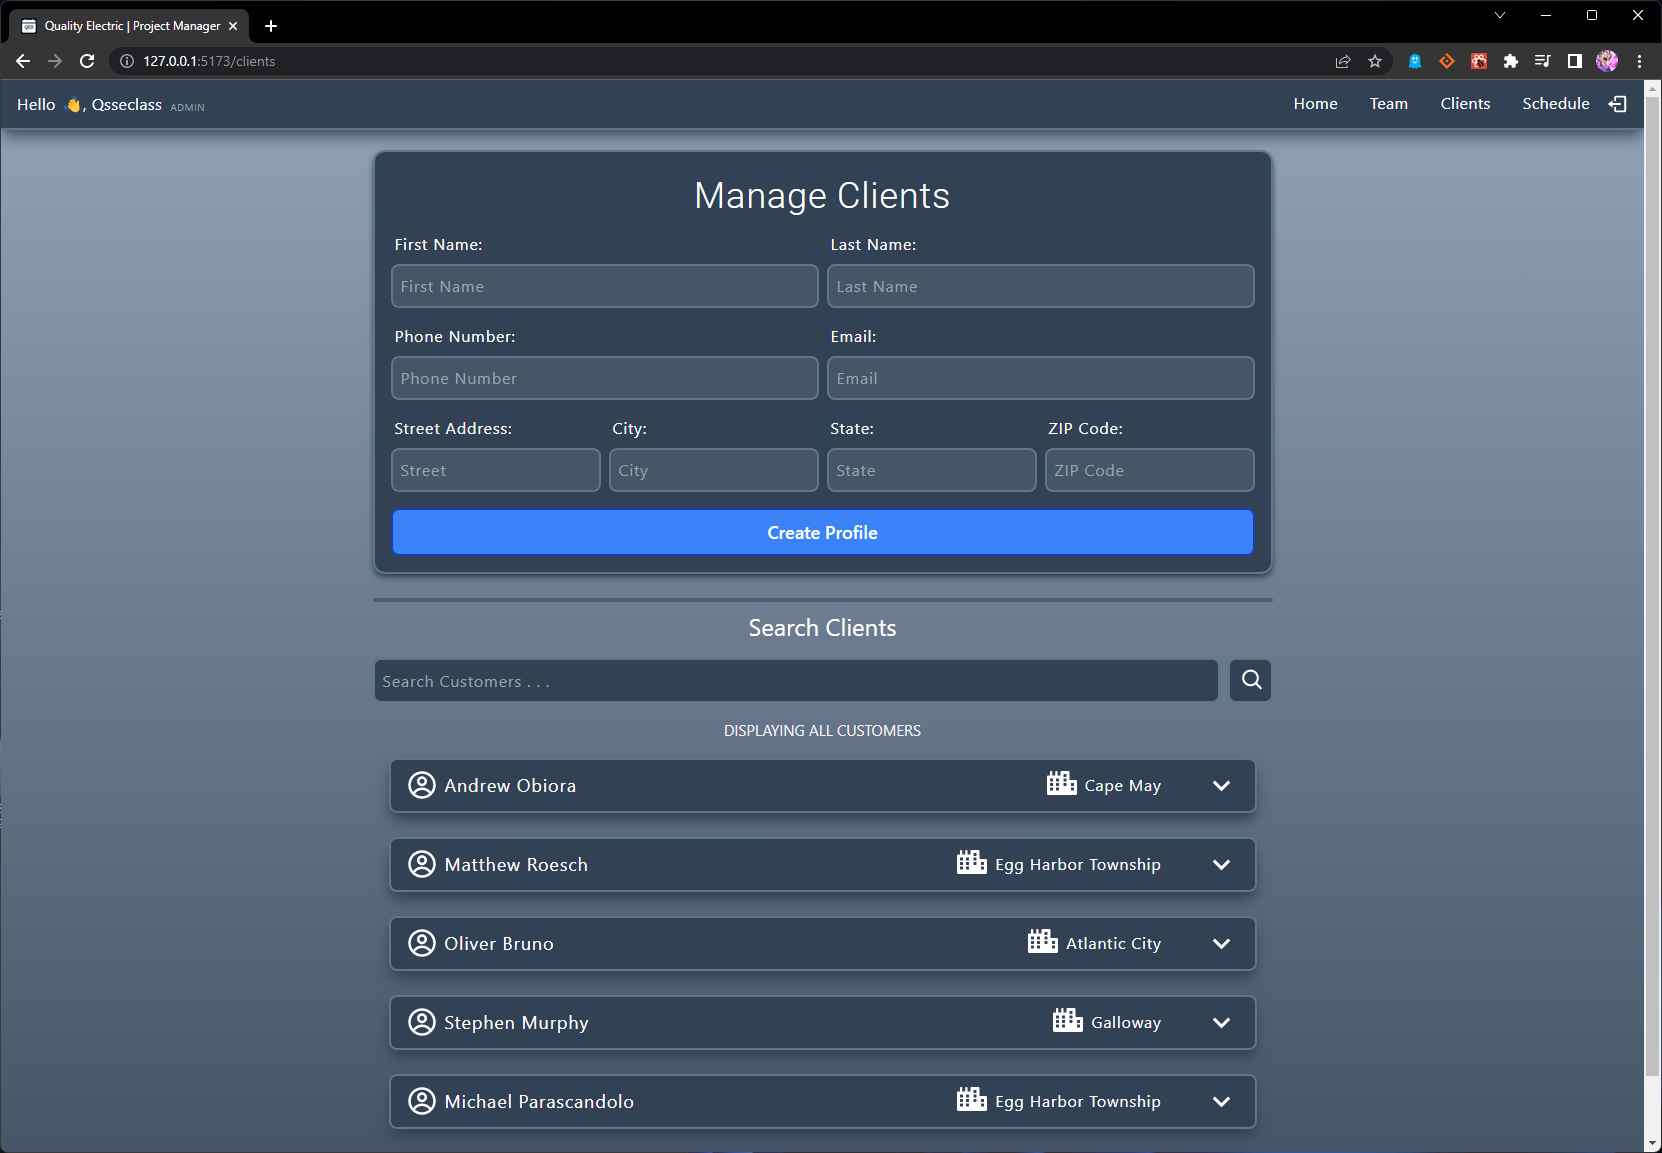 Quality Electric | Project Manager
127.0.0.1:5173/clients
Hello 👋, Qsseclass ADMIN
Home Team Clients Schedule
Manage Clients
First Name: Last Name:
First Name Last Name
Phone Number: Email:
Phone Number Email
Street Address: City: State: ZIP Code:
Street City State ZIP Code
Create Profile
Search Clients
Search Customers . . .
DISPLAYING ALL CUSTOMERS
Andrew Obiora Cape May
Matthew Roesch Egg Harbor Township
Oliver Bruno Atlantic City
Stephen Murphy Galloway
Michael Parascandolo Egg Harbor Township